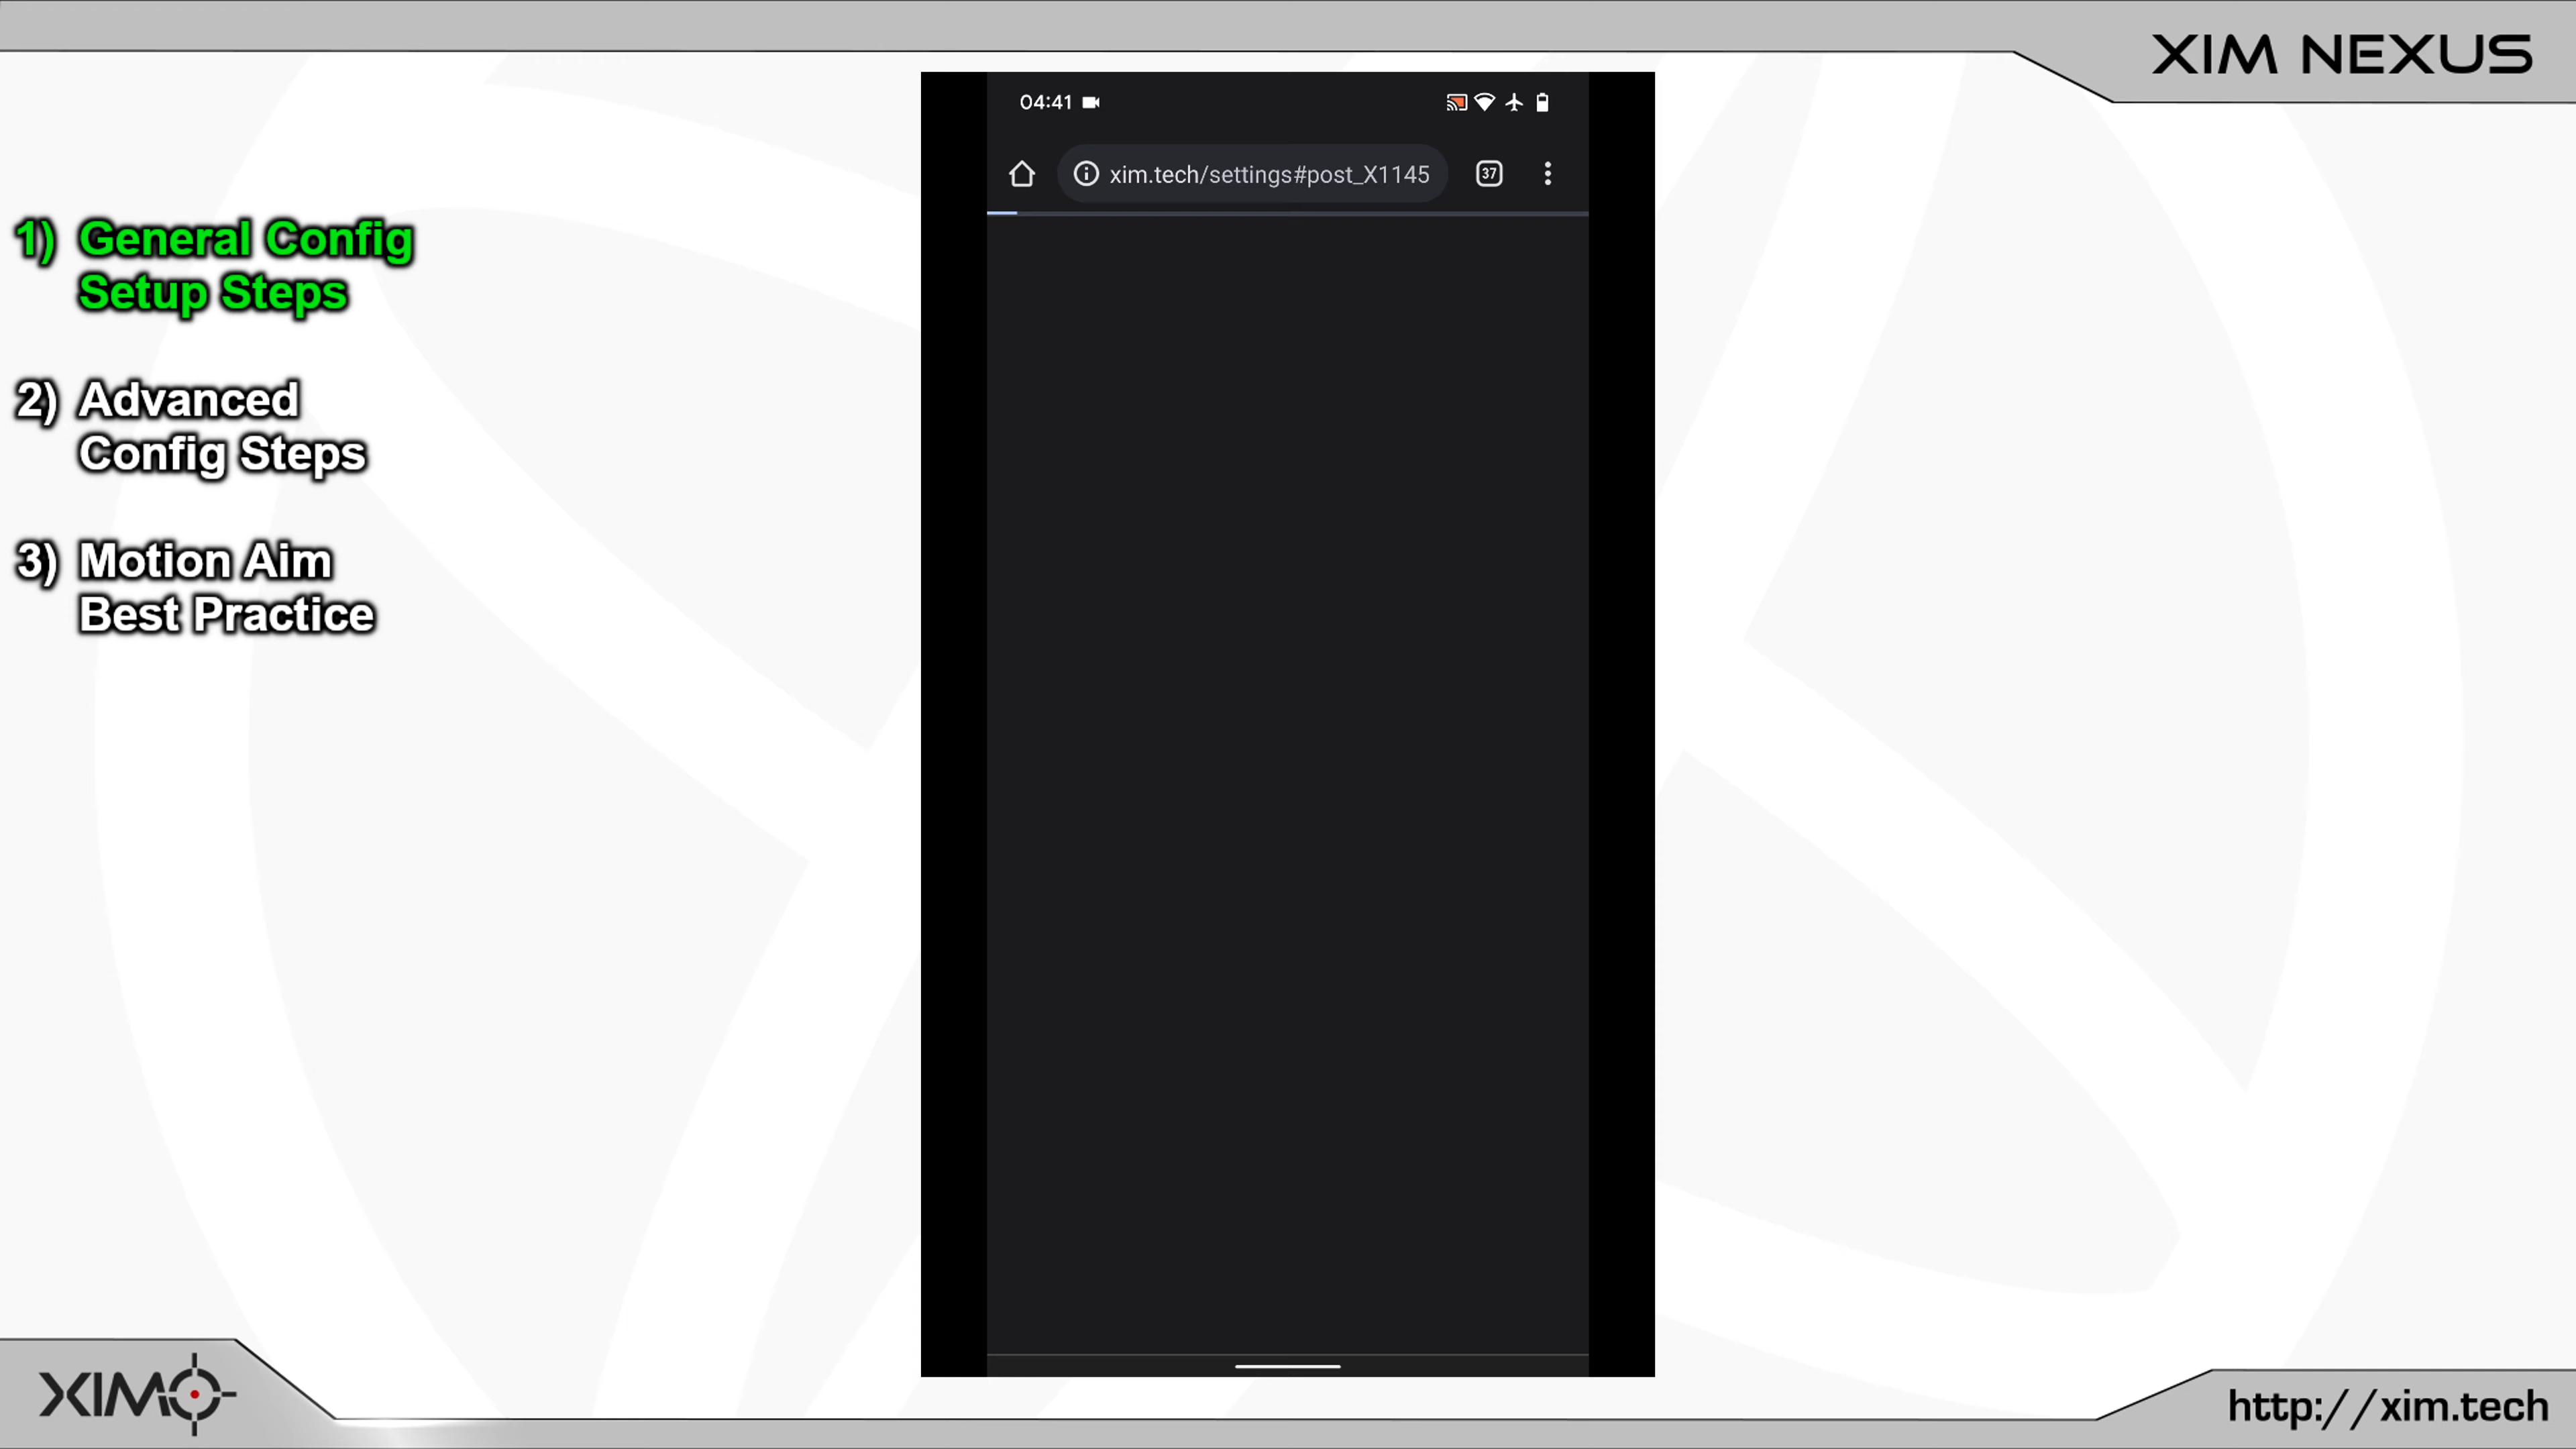 XIM NEXUS
04:41
xim.tech/settings#post_X1145
37
1) General Config
Setup Steps
2) Advanced
Config Steps
3) Motion Aim
Best Practice
XIM
http://xim.tech